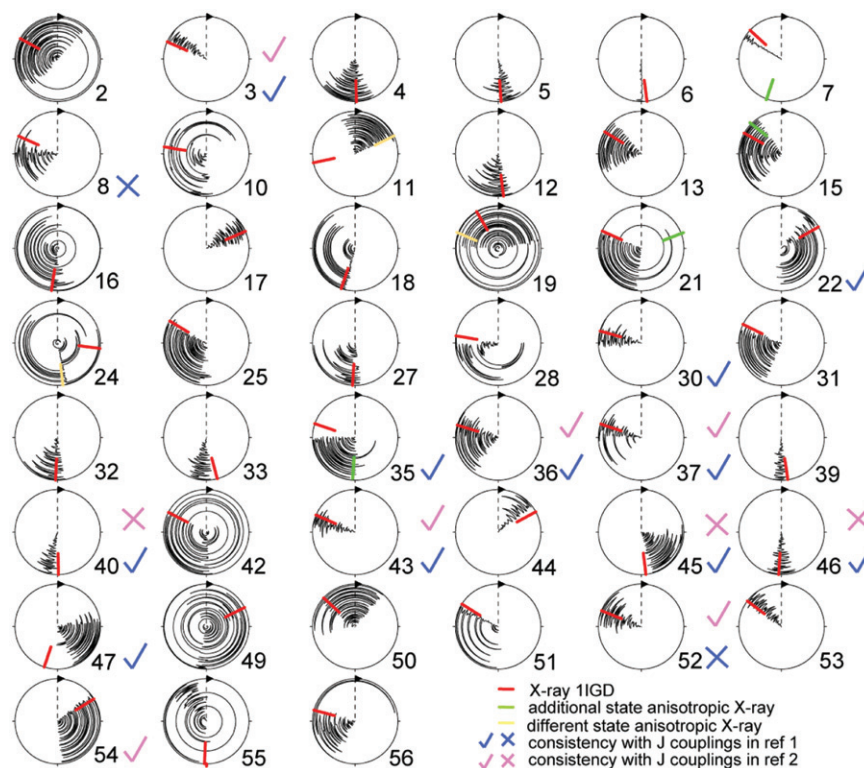 2 3 4 5 6 7
8 10 11 12 13 15
16 17 18 19 21 22
24 25 27 28 30 31
32 33 35 36 37 39
40 42 43 44 45 46
47 49 50 51 52 53
54 55 56
X-ray 1IGD
additional state anisotropic X-ray
different state anisotropic X-ray
consistency with J couplings in ref 1
consistency with J couplings in ref 2